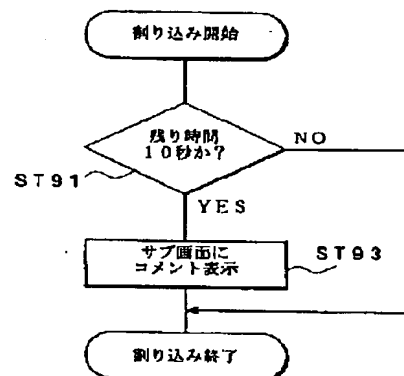 割り込み開始
残り時間
10秒か?
NO
ST91
YES
サブ画面に
コメント表示
ST93
割り込み終了